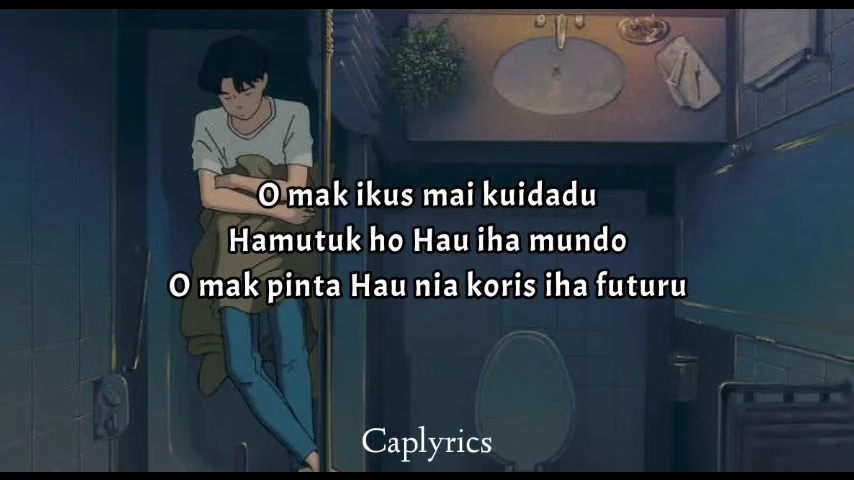 O mak ikus mai kuidadu
Hamutuk ho Hau iha mundo
O mak pinta Hau nia koris iha futuru
Caplyrics